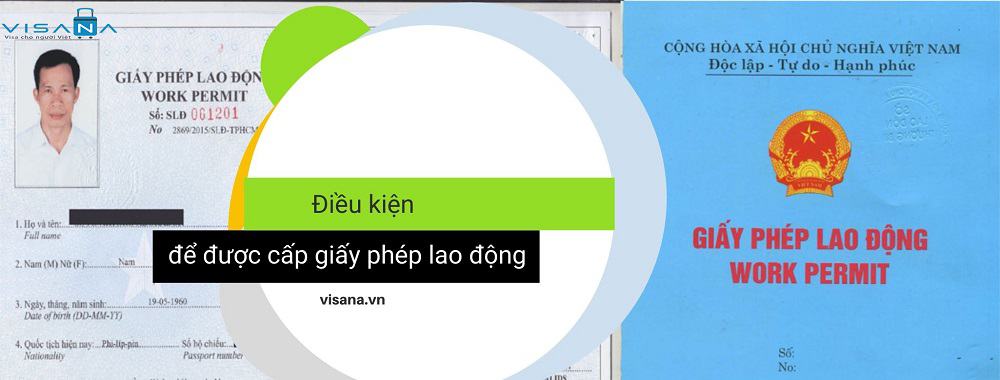 VISANA
Visa cho người Việt
GIẤY PHÉP LAO ĐỘNG
WORK PERMIT
Số: SLĐ 061201
No 2869/2015/SLĐ-TPHCM
1. Họ và tên:
Full name
2. Nam (M) Nữ (F): Nam
3. Ngày, tháng, năm sinh: 19-05-1960
Date of birth (DD-MM-YY)
4. Quốc tịch hiện nay: Phi-líp-pin Số hộ chiếu:
Nationality Passport number
Điều kiện
để được cấp giấy phép lao động
visana.vn
CỘNG HÒA XÃ HỘI CHỦ NGHĨA VIỆT NAM
Độc lập - Tự do - Hạnh phúc
VIỆT NAM
GIẤY PHÉP LAO ĐỘNG
WORK PERMIT
Số:
No: